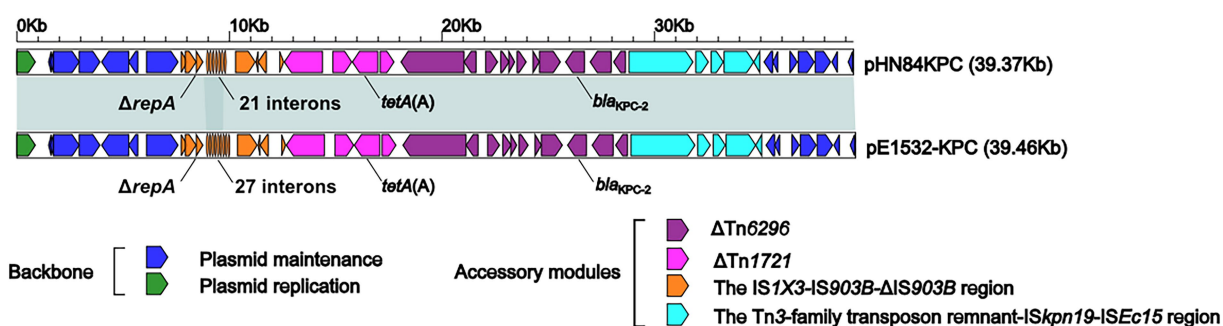 0Kb 10Kb 20Kb 30Kb
pHN84KPC (39.37Kb)
ΔrepA 21 interons tetA(A) blaKPC-2
pE1532-KPC (39.46Kb)
ΔrepA 27 interons tetA(A) blaKPC-2
Backbone
Plasmid maintenance
Plasmid replication
Accessory modules
ΔTn6296
ΔTn1721
The IS1X3-IS903B-ΔIS903B region
The Tn3-family transposon remnant-ISkpn19-ISEc15 region